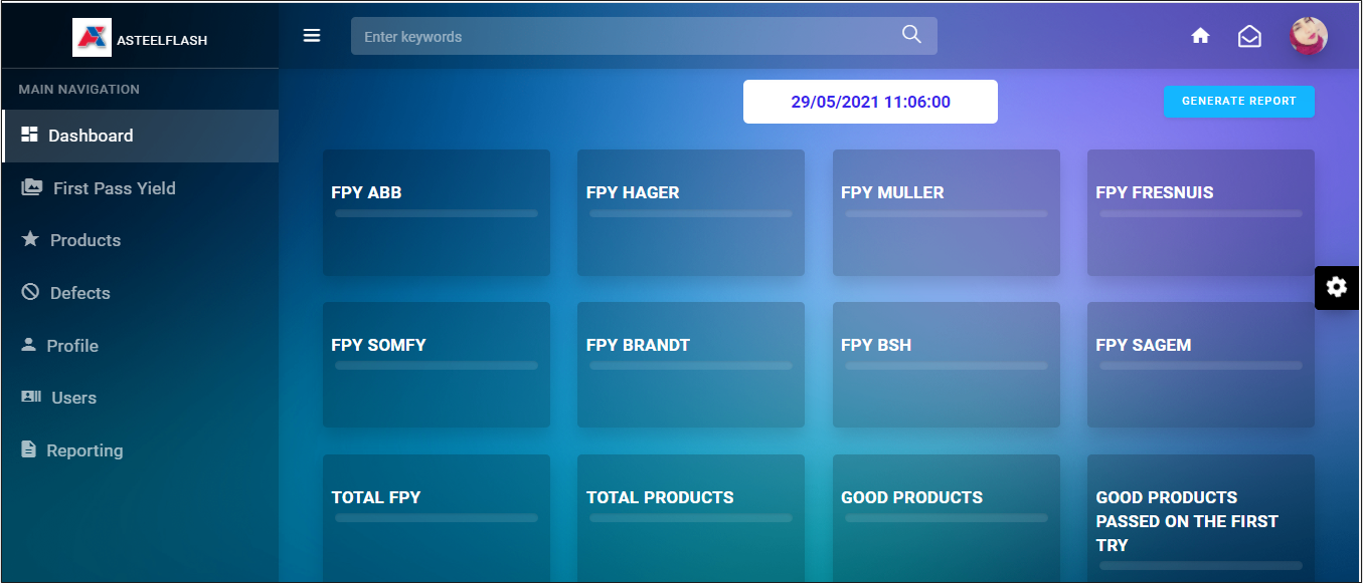 ASTEELFLASH
Enter keywords
MAIN NAVIGATION
29/05/2021 11:06:00
GENERATE REPORT
Dashboard
First Pass Yield
Products
Defects
Profile
Users
Reporting
FPY ABB
FPY HAGER
FPY MULLER
FPY FRESNUIS
FPY SOMFY
FPY BRANDT
FPY BSH
FPY SAGEM
TOTAL FPY
TOTAL PRODUCTS
GOOD PRODUCTS
GOOD PRODUCTS
PASSED ON THE FIRST
TRY